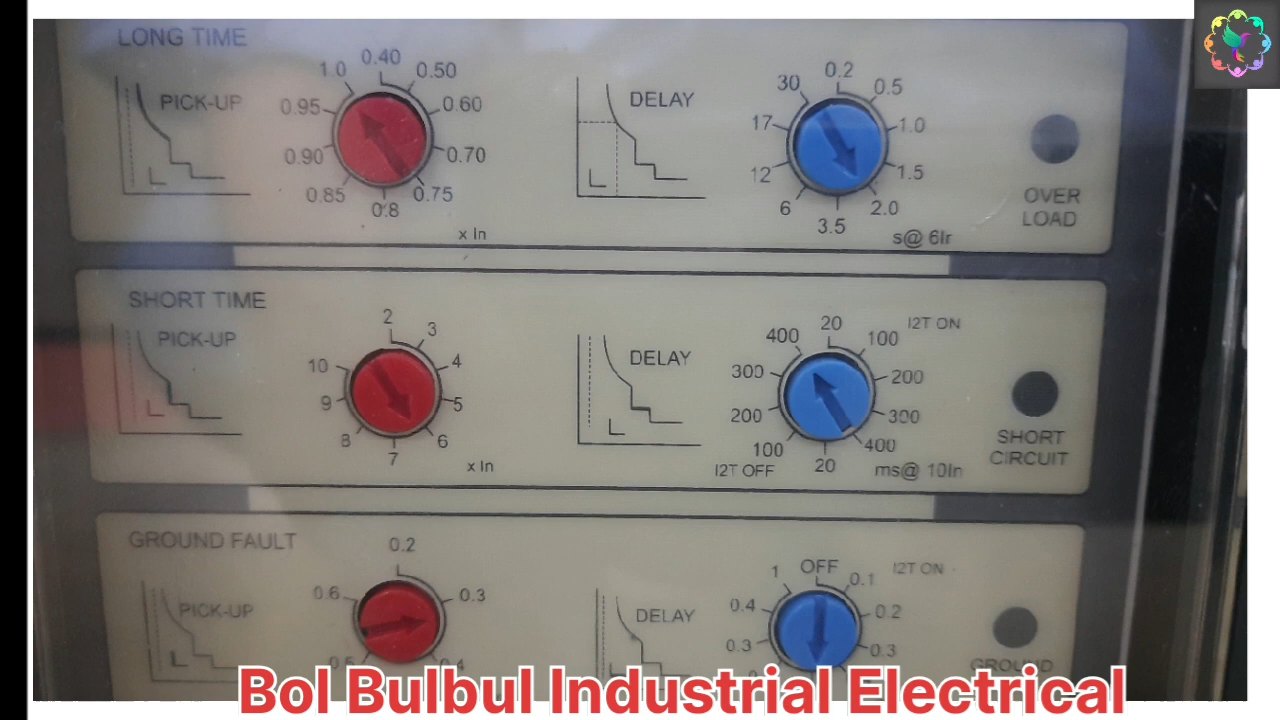 LONG TIME
PICK-UP
0.40
0.50
0.60
0.70
0.75
0.8
0.85
0.90
0.95
1.0
x In
DELAY
0.2
0.5
1.0
1.5
2.0
3.5
6
12
17
30
s@ 6Ir
OVER
LOAD
SHORT TIME
PICK-UP
2
3
4
5
6
7
8
9
10
x In
DELAY
20
100
200
300
400
20
100
200
300
400
I2T ON
I2T OFF
ms@ 10In
SHORT
CIRCUIT
GROUND FAULT
PICK-UP
0.2
0.3
0.6
DELAY
OFF
0.1
0.2
0.3
0.3
0.4
1
I2T ON
GROUND
Bol Bulbul Industrial Electrical